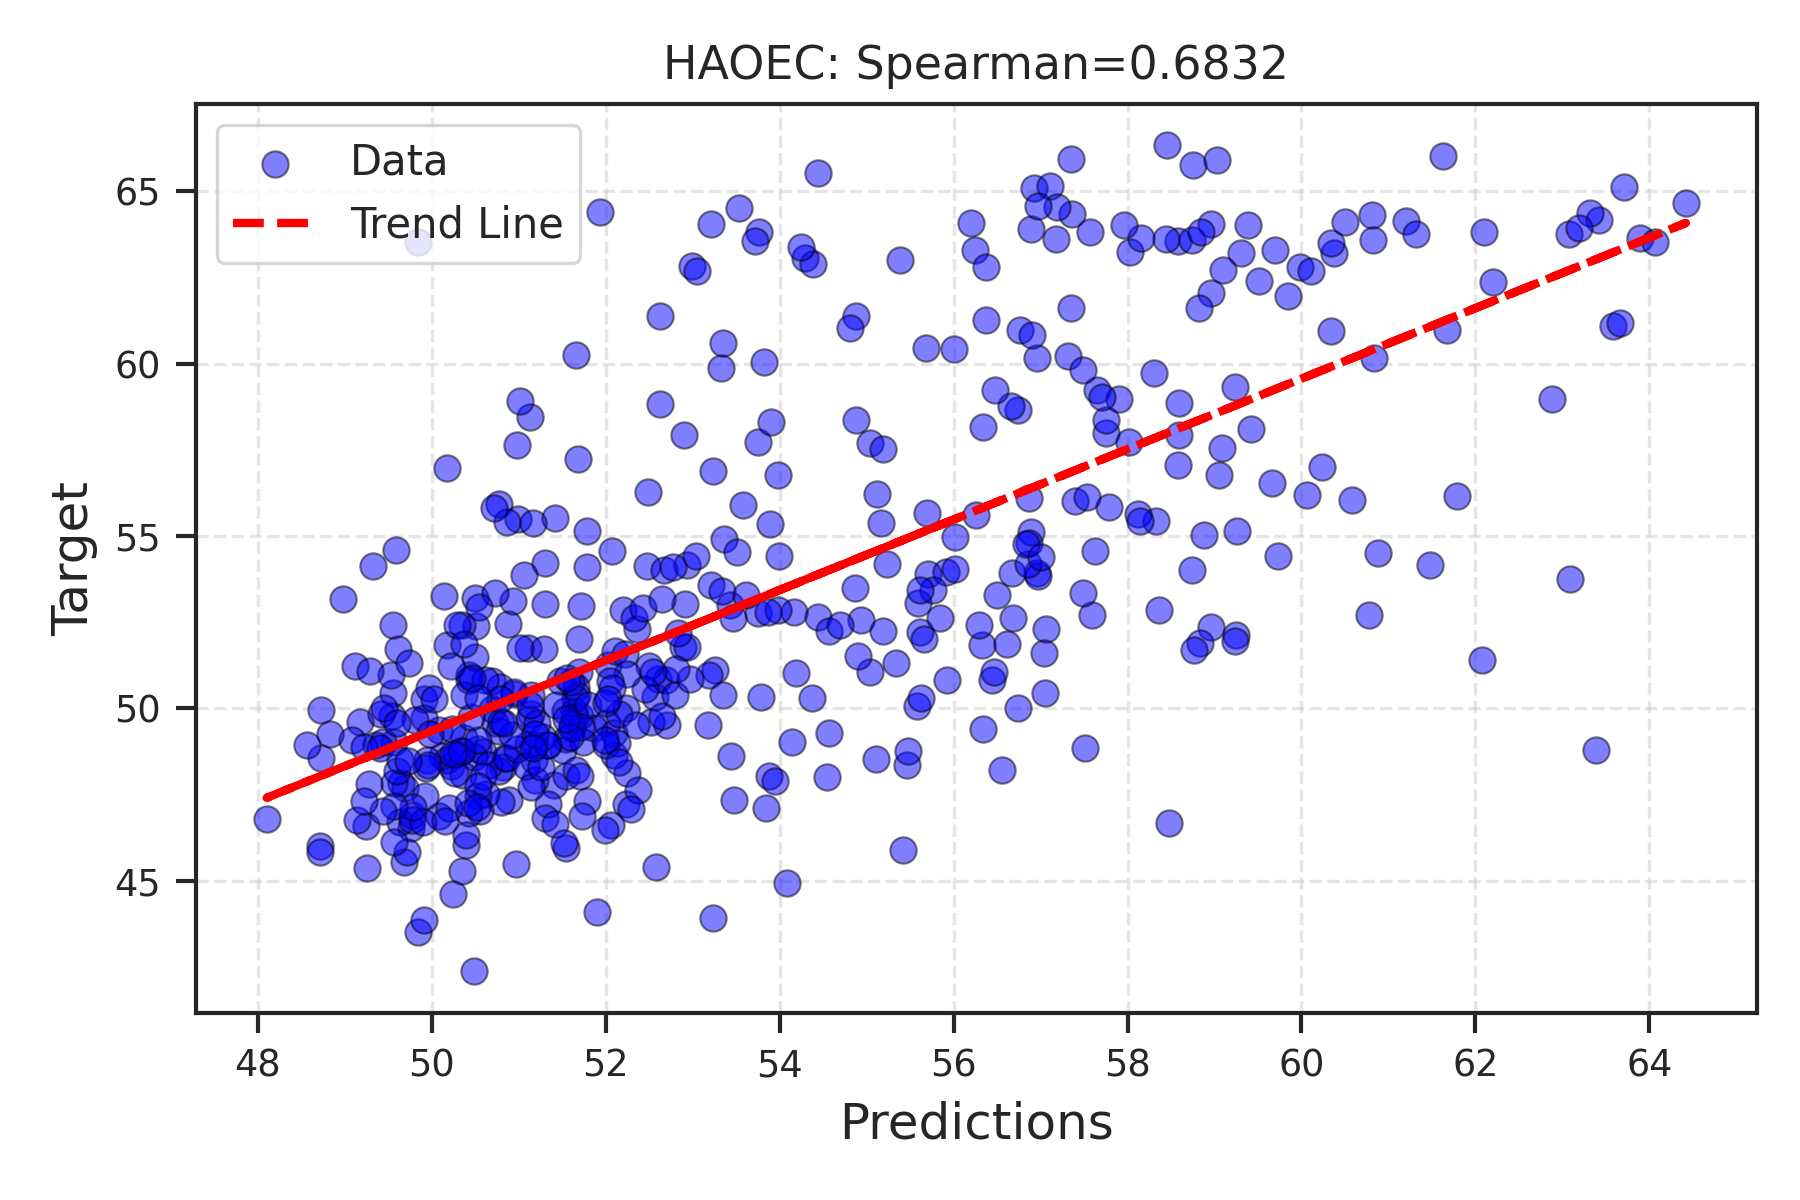 HAOEC: Spearman=0.6832
Data
Trend Line
Target
65
60
55
50
45
48 50 52 54 56 58 60 62 64
Predictions